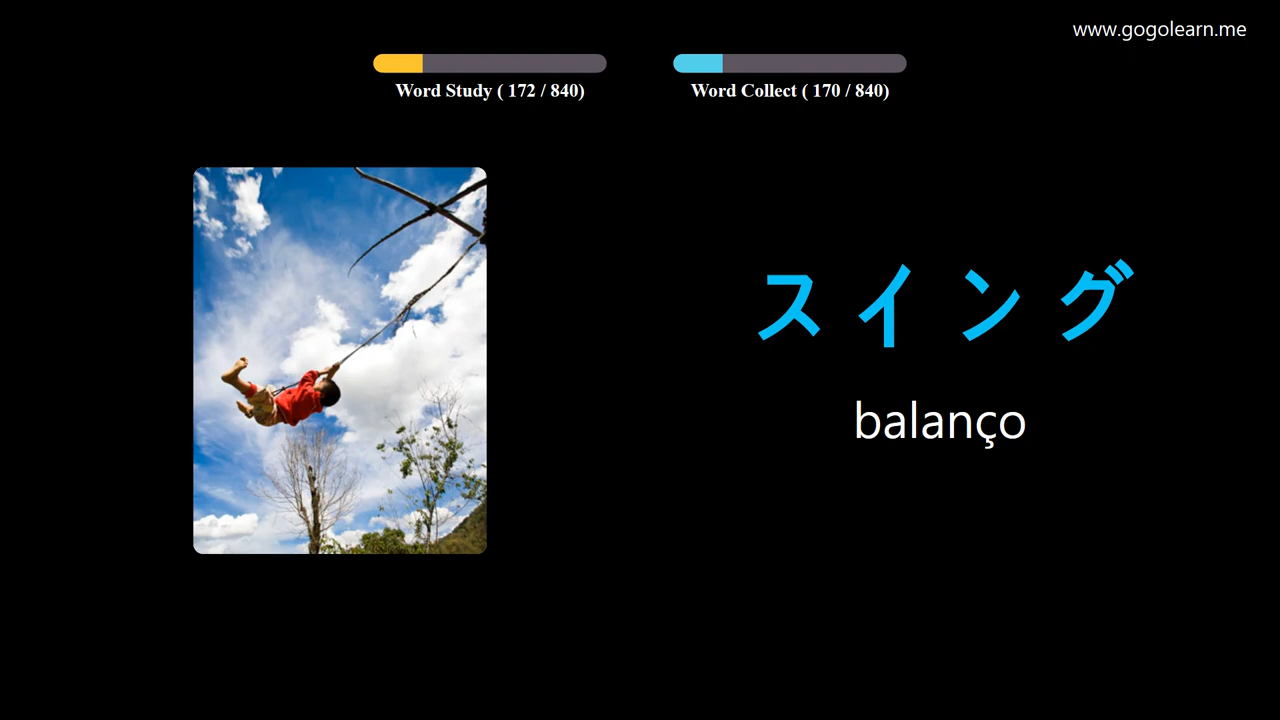 www.gogolearn.me
Word Study ( 172 / 840)
Word Collect ( 170 / 840)
スイング
balanço